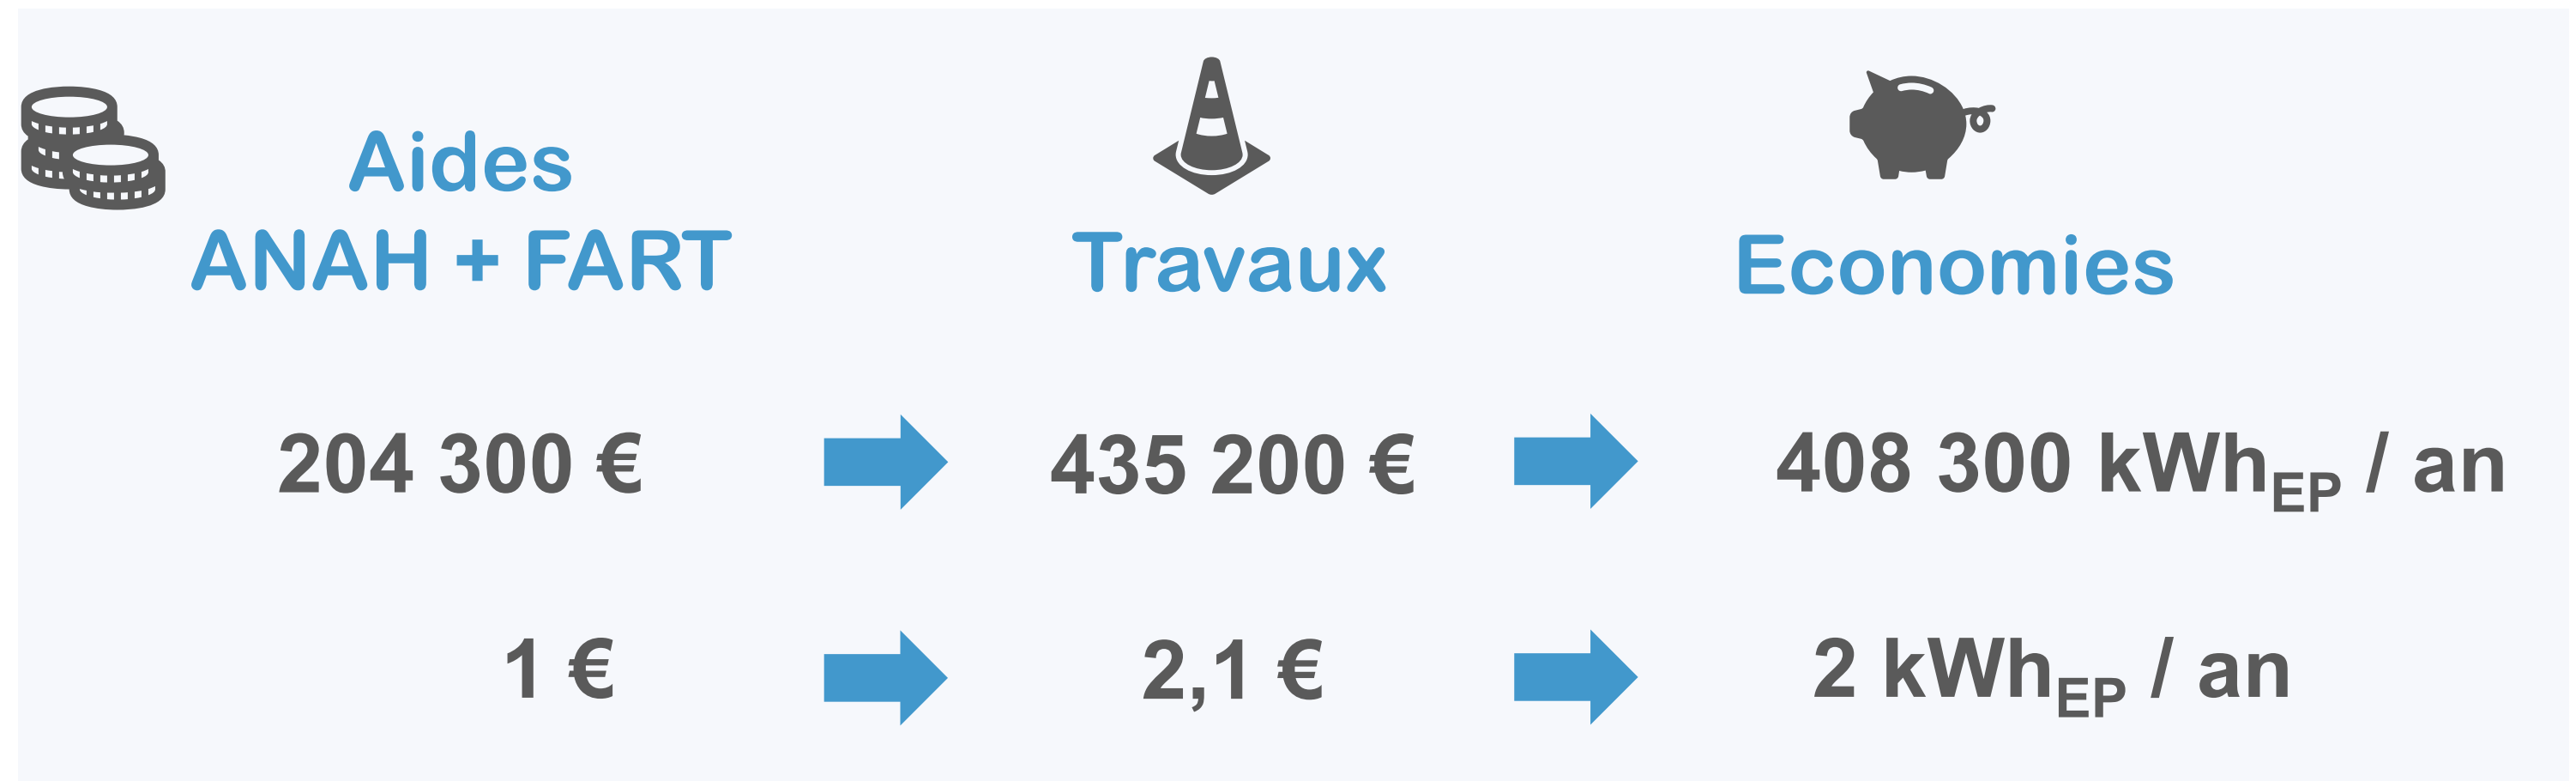 Aides
ANAH + FART
Travaux
Economies
204 300 €
435 200 €
408 300 kWhEP / an
1 €
2,1 €
2 kWhEP / an